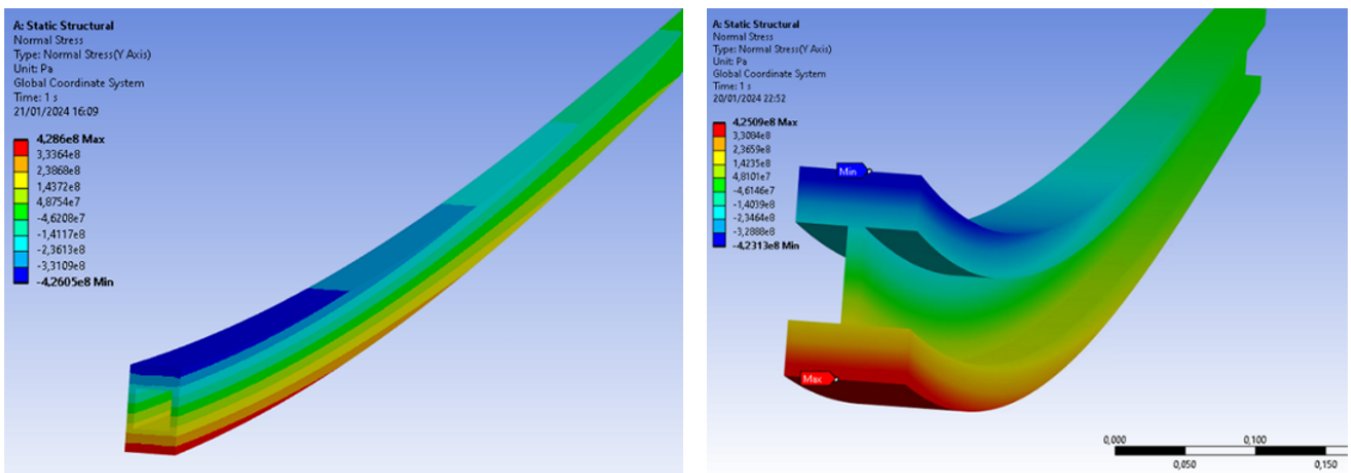 A: Static Structural
Normal Stress
Type: Normal Stress(Y Axis)
Unit: Pa
Global Coordinate System
Time: 1 s
21/01/2024 16:09
4,286e8 Max
3,3364e8
2,3868e8
1,4372e8
4,8754e7
-4,6208e7
-1,4117e8
-2,3613e8
-3,3109e8
-4,2605e8 Min
A: Static Structural
Normal Stress
Type: Normal Stress(Y Axis)
Unit: Pa
Global Coordinate System
Time: 1 s
20/01/2024 22:52
4,2509e8 Max
3,3084e8
2,3659e8
1,4235e8
4,8101e7
-4,6146e7
-1,4039e8
-2,3464e8
-3,2888e8
-4,2313e8 Min
Min
Max
0,000
0,100
0,050
0,150